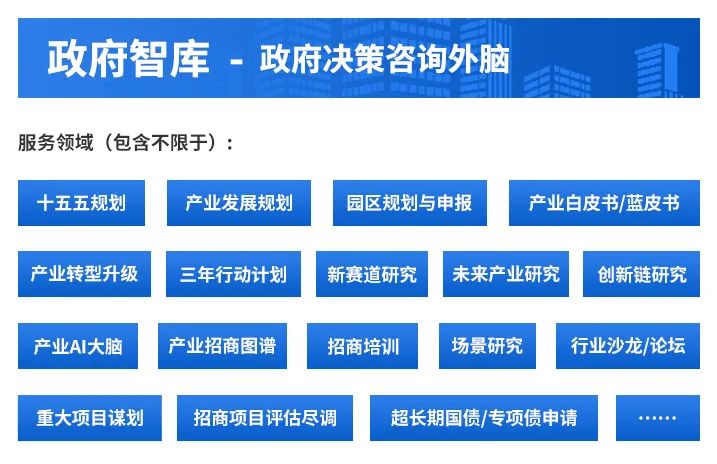 政府智库 - 政府决策咨询外脑
服务领域（包含不限于）:
十五五规划 产业发展规划 园区规划与申报 产业白皮书/蓝皮书
产业转型升级 三年行动计划 新赛道研究 未来产业研究 创新链研究
产业AI大脑 产业招商图谱 招商培训 场景研究 行业沙龙/论坛
重大项目谋划 招商项目评估尽调 超长期国债/专项债申请 ……